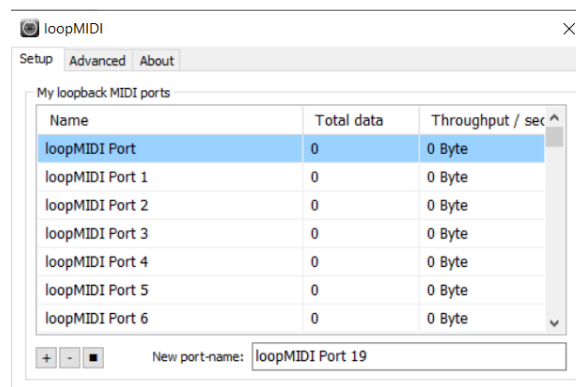 loopMIDI
Setup Advanced About
My loopback MIDI ports
Name Total data Throughput / sec
loopMIDI Port 0 0 Byte
loopMIDI Port 1 0 0 Byte
loopMIDI Port 2 0 0 Byte
loopMIDI Port 3 0 0 Byte
loopMIDI Port 4 0 0 Byte
loopMIDI Port 5 0 0 Byte
loopMIDI Port 6 0 0 Byte
+ - New port-name: loopMIDI Port 19